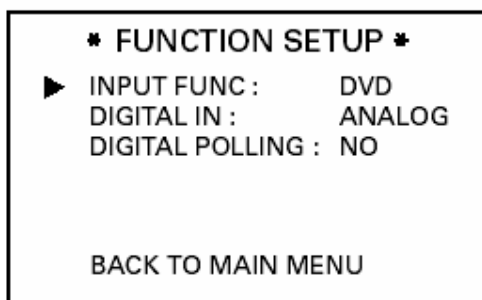 * FUNCTION SETUP *
▶ INPUT FUNC : DVD
DIGITAL IN : ANALOG
DIGITAL POLLING : NO
BACK TO MAIN MENU